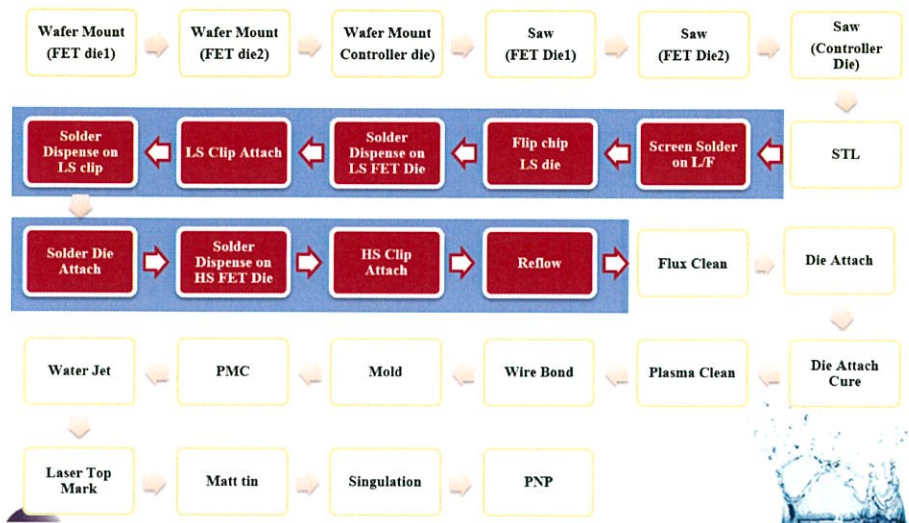 Wafer Mount
(FET die1)
Wafer Mount
(FET die2)
Wafer Mount
Controller die)
Saw
(FET Die1)
Saw
(FET Die2)
Saw
(Controller
Die)
STL
Screen Solder
on L/F
Flip chip
LS die
Solder
Dispense on
LS FET Die
LS Clip Attach
Solder
Dispense on
LS clip
Solder Die
Attach
Solder
Dispense on
HS FET Die
HS Clip
Attach
Reflow
Flux Clean
Die Attach
Die Attach
Cure
Plasma Clean
Wire Bond
Mold
PMC
Water Jet
Laser Top
Mark
Matt tin
Singulation
PNP